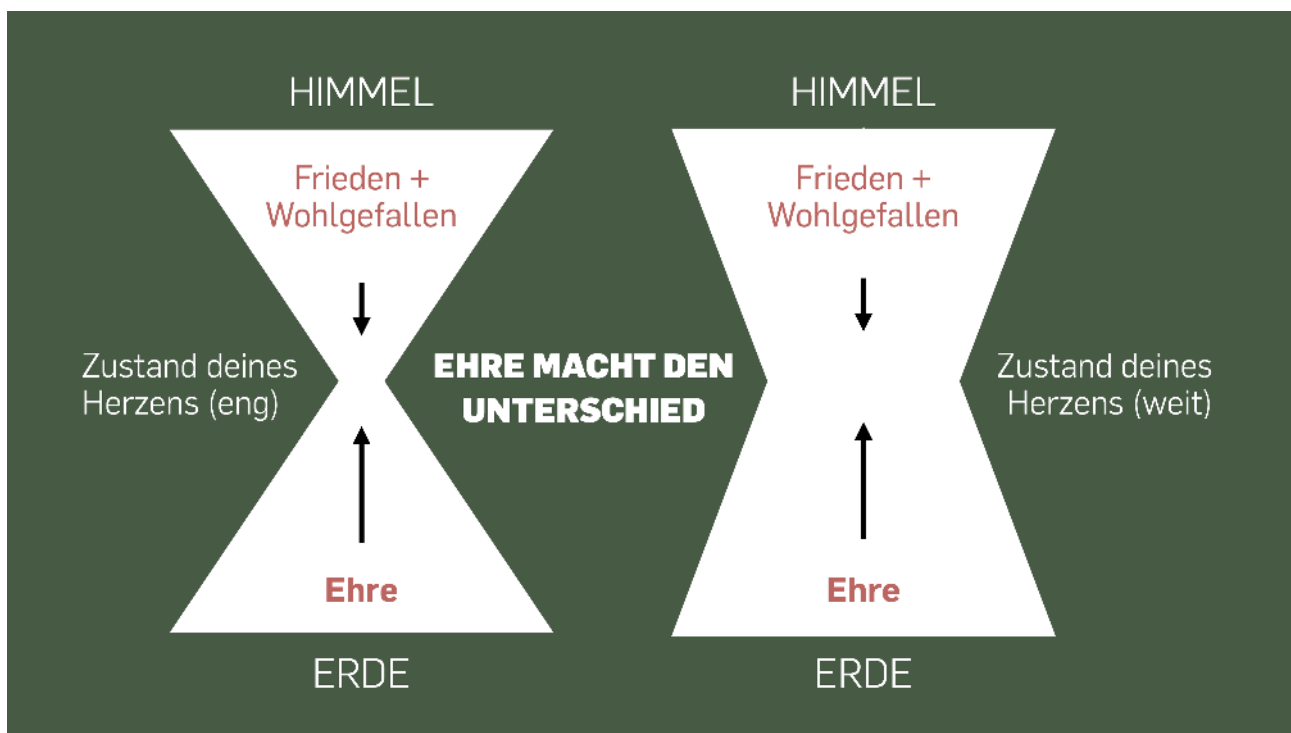 HIMMEL
Frieden +
Wohlgefallen
Zustand deines
Herzens (eng)
Ehre
ERDE
EHRE MACHT DEN
UNTERSCHIED
HIMMEL
Frieden +
Wohlgefallen
Zustand deines
Herzens (weit)
Ehre
ERDE